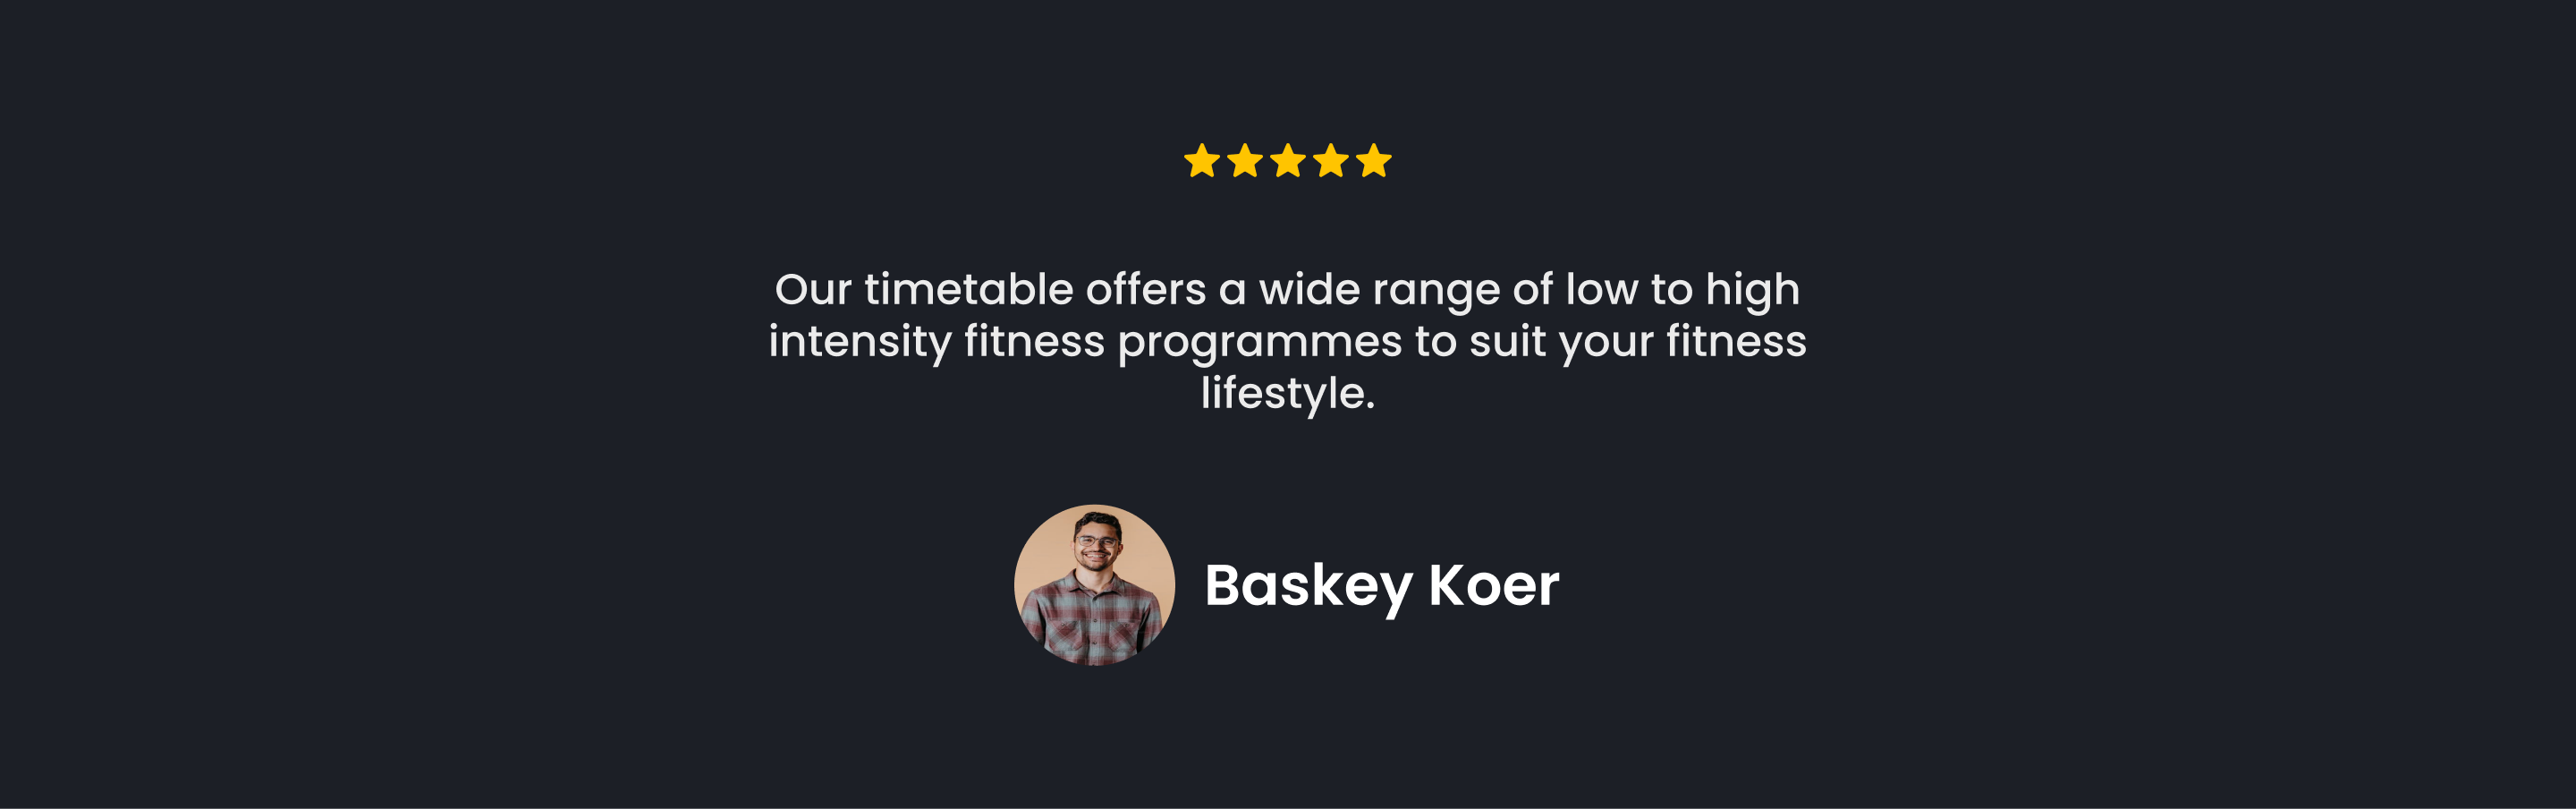 Our timetable offers a wide range of low to high
intensity fitness programmes to suit your fitness
lifestyle.
Baskey Koer